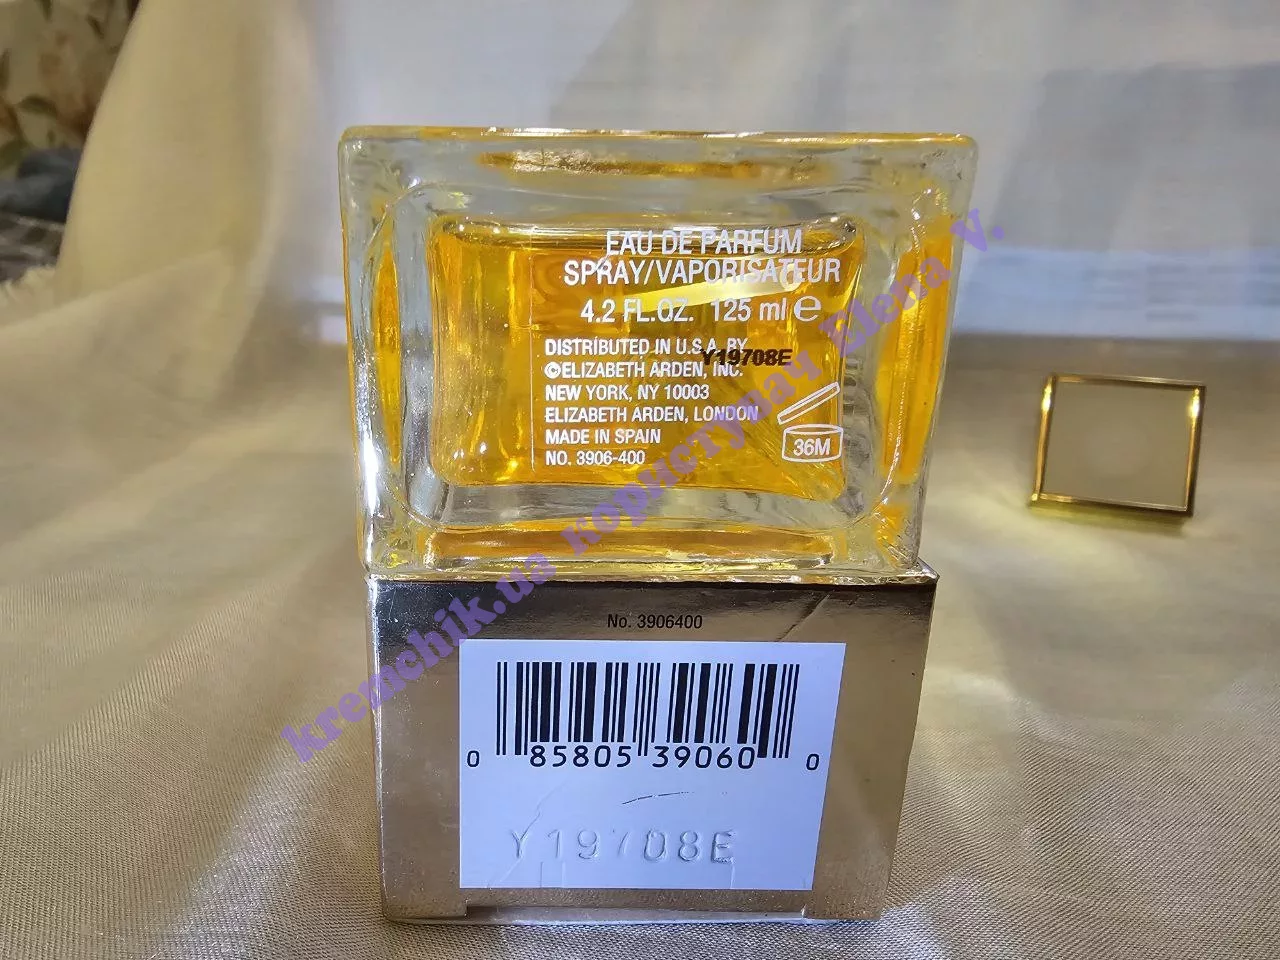 EAU DE PARFUM
SPRAY/VAPORISATEUR
4.2 FL.OZ. 125 ml ℮
DISTRIBUTED IN U.S.A. BY
©ELIZABETH ARDEN, INC.
NEW YORK, NY 10003
ELIZABETH ARDEN, LONDON
MADE IN SPAIN
NO. 3906-400
Y19708E
36M
No. 3906400
0 85805 39060 0
Y19708E
kremchik.ua користувач Elena v.